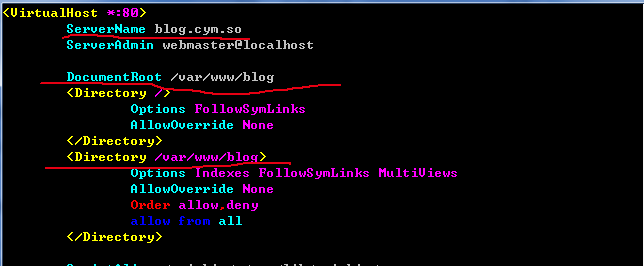 <VirtualHost *:80>
ServerName blog.cym.so
ServerAdmin webmaster@localhost
DocumentRoot /var/www/blog
<Directory />
Options FollowSymLinks
AllowOverride None
</Directory>
<Directory /var/www/blog>
Options Indexes FollowSymLinks MultiViews
AllowOverride None
Order allow,deny
allow from all
</Directory>